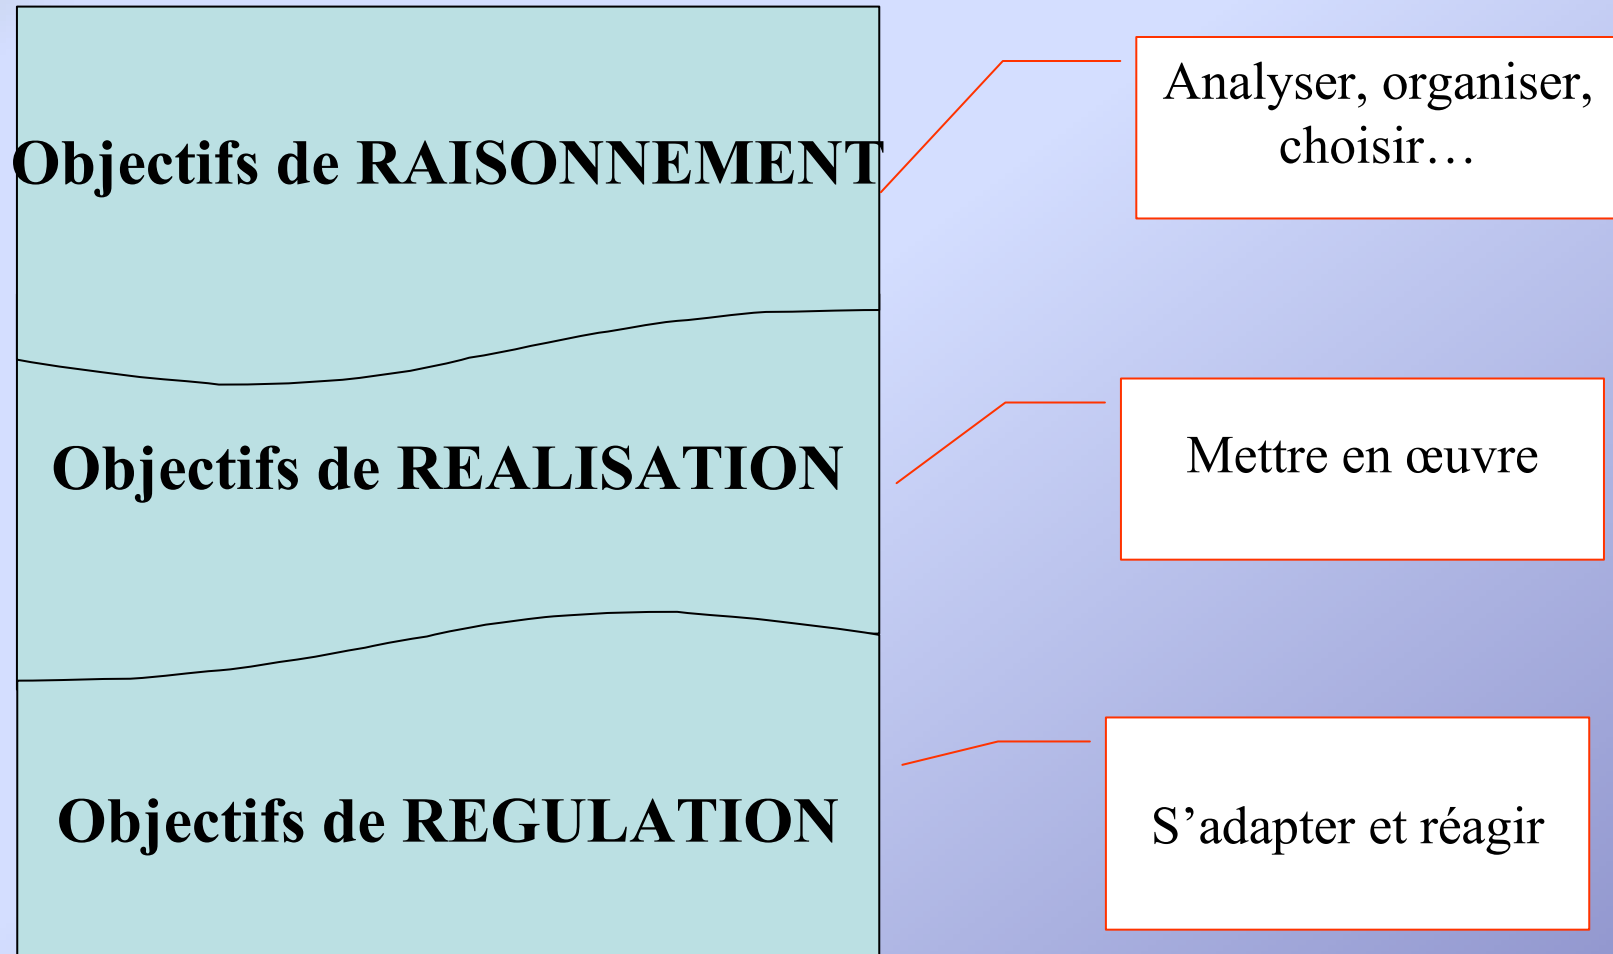 Objectifs de RAISONNEMENT
Analyser, organiser,
choisir…
Objectifs de REALISATION
Mettre en œuvre
Objectifs de REGULATION
S’adapter et réagir